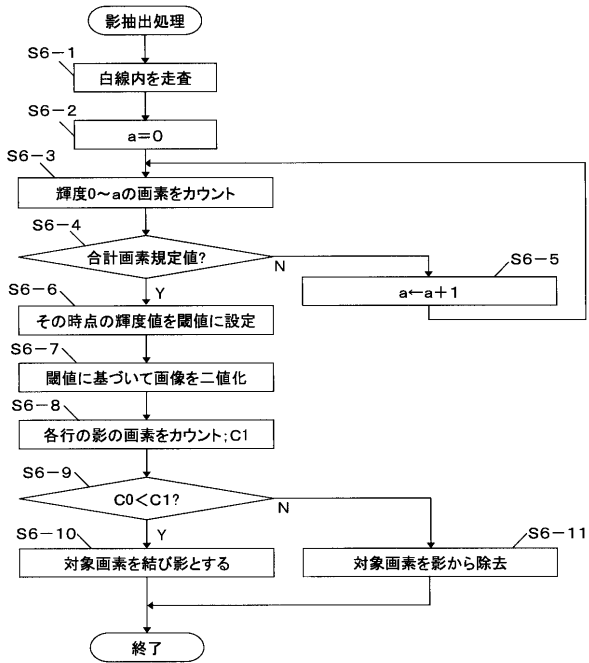 影抽出処理
S6-1
白線内を走査
S6-2
a=0
S6-3
輝度0~aの画素をカウント
S6-4
合計画素規定値?
N
S6-5
a←a+1
Y
S6-6
その時点の輝度値を閾値に設定
S6-7
閾値に基づいて画像を二値化
S6-8
各行の影の画素をカウント;C1
S6-9
C0<C1?
N
Y
S6-10
対象画素を結び影とする
S6-11
対象画素を影から除去
終了